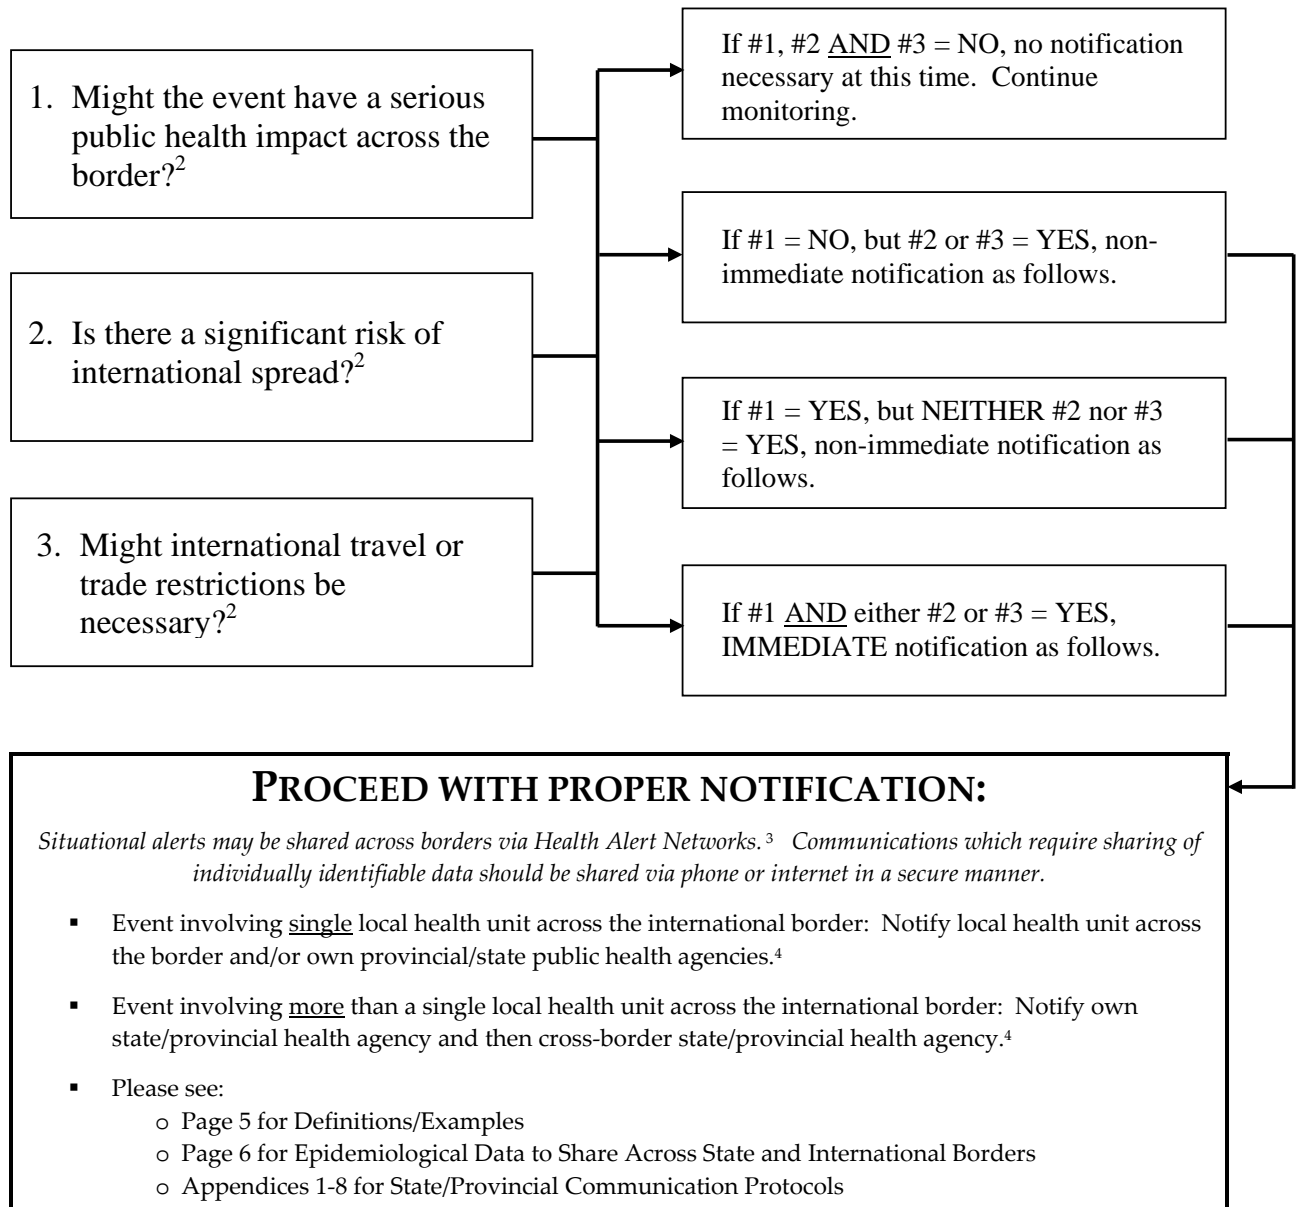 1. Might the event have a serious
public health impact across the
border?2
2. Is there a significant risk of
international spread?2
3. Might international travel or
trade restrictions be
necessary?2
If #1, #2 AND #3 = NO, no notification
necessary at this time. Continue
monitoring.
If #1 = NO, but #2 or #3 = YES, non-
immediate notification as follows.
If #1 = YES, but NEITHER #2 nor #3
= YES, non-immediate notification as
follows.
If #1 AND either #2 or #3 = YES,
IMMEDIATE notification as follows.
PROCEED WITH PROPER NOTIFICATION:
Situational alerts may be shared across borders via Health Alert Networks.3 Communications which require sharing of
individually identifiable data should be shared via phone or internet in a secure manner.
▪ Event involving single local health unit across the international border: Notify local health unit across
the border and/or own provincial/state public health agencies.4
▪ Event involving more than a single local health unit across the international border: Notify own
state/provincial health agency and then cross-border state/provincial health agency.4
▪ Please see:
o Page 5 for Definitions/Examples
o Page 6 for Epidemiological Data to Share Across State and International Borders
o Appendices 1-8 for State/Provincial Communication Protocols